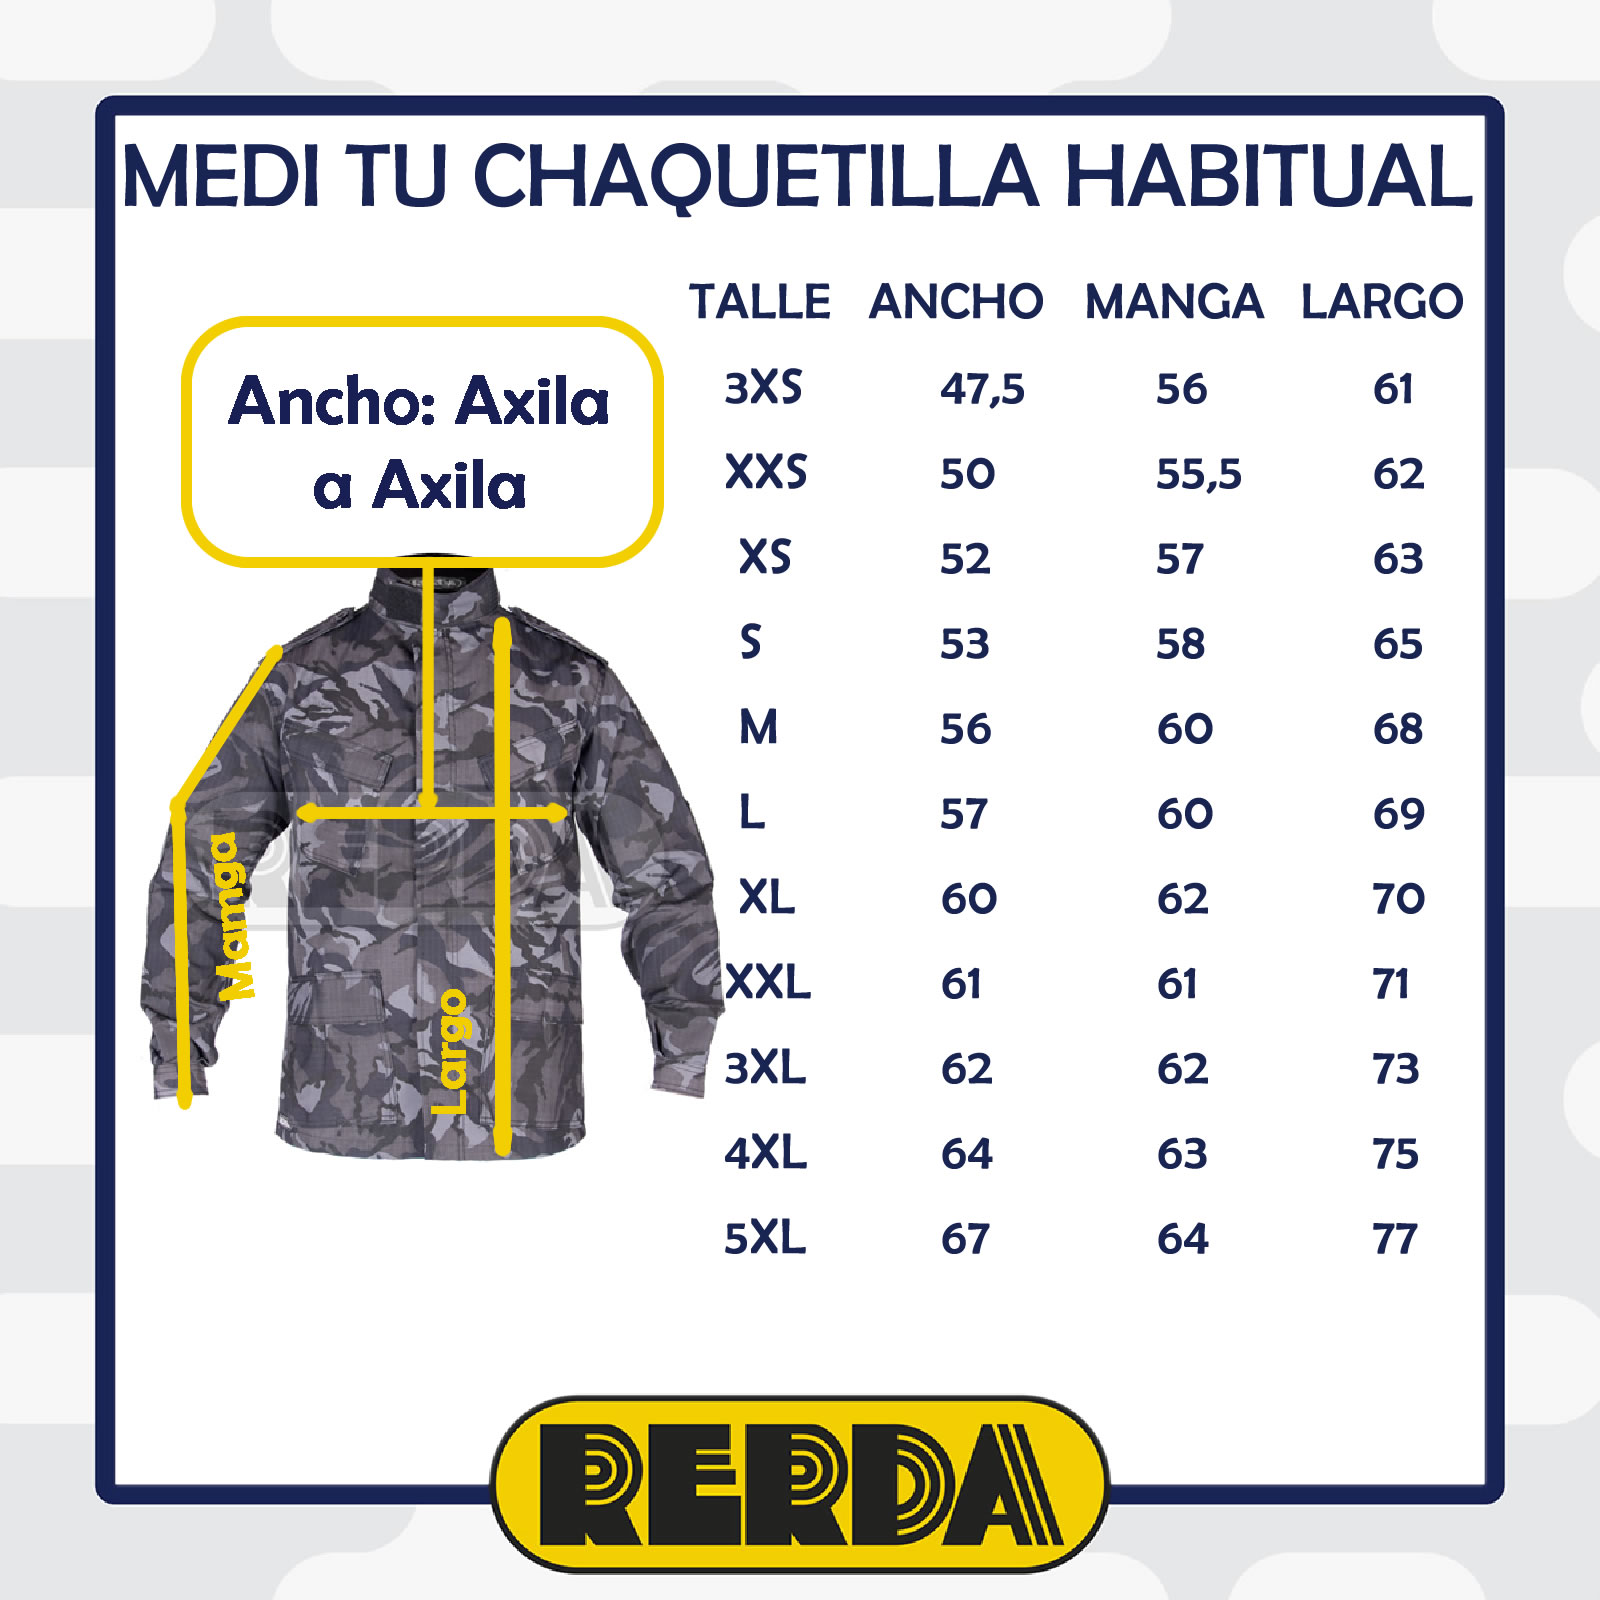 MEDI TU CHAQUETILLA HABITUAL
TALLE ANCHO MANGA LARGO
3XS 47,5 56 61
XXS 50 55,5 62
XS 52 57 63
S 53 58 65
M 56 60 68
L 57 60 69
XL 60 62 70
XXL 61 61 71
3XL 62 62 73
4XL 64 63 75
5XL 67 64 77
Ancho: Axila
a Axila
Mamga
Largo
RERDA
RERDA